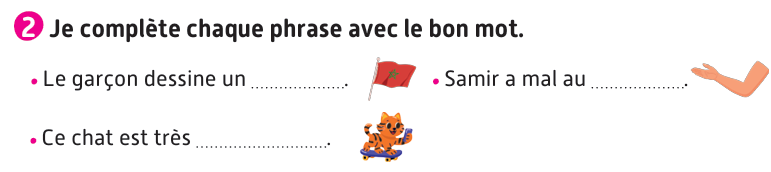 2 Je complète chaque phrase avec le bon mot.
• Le garçon dessine un ..................... • Samir a mal au .....................
• Ce chat est très ..............................